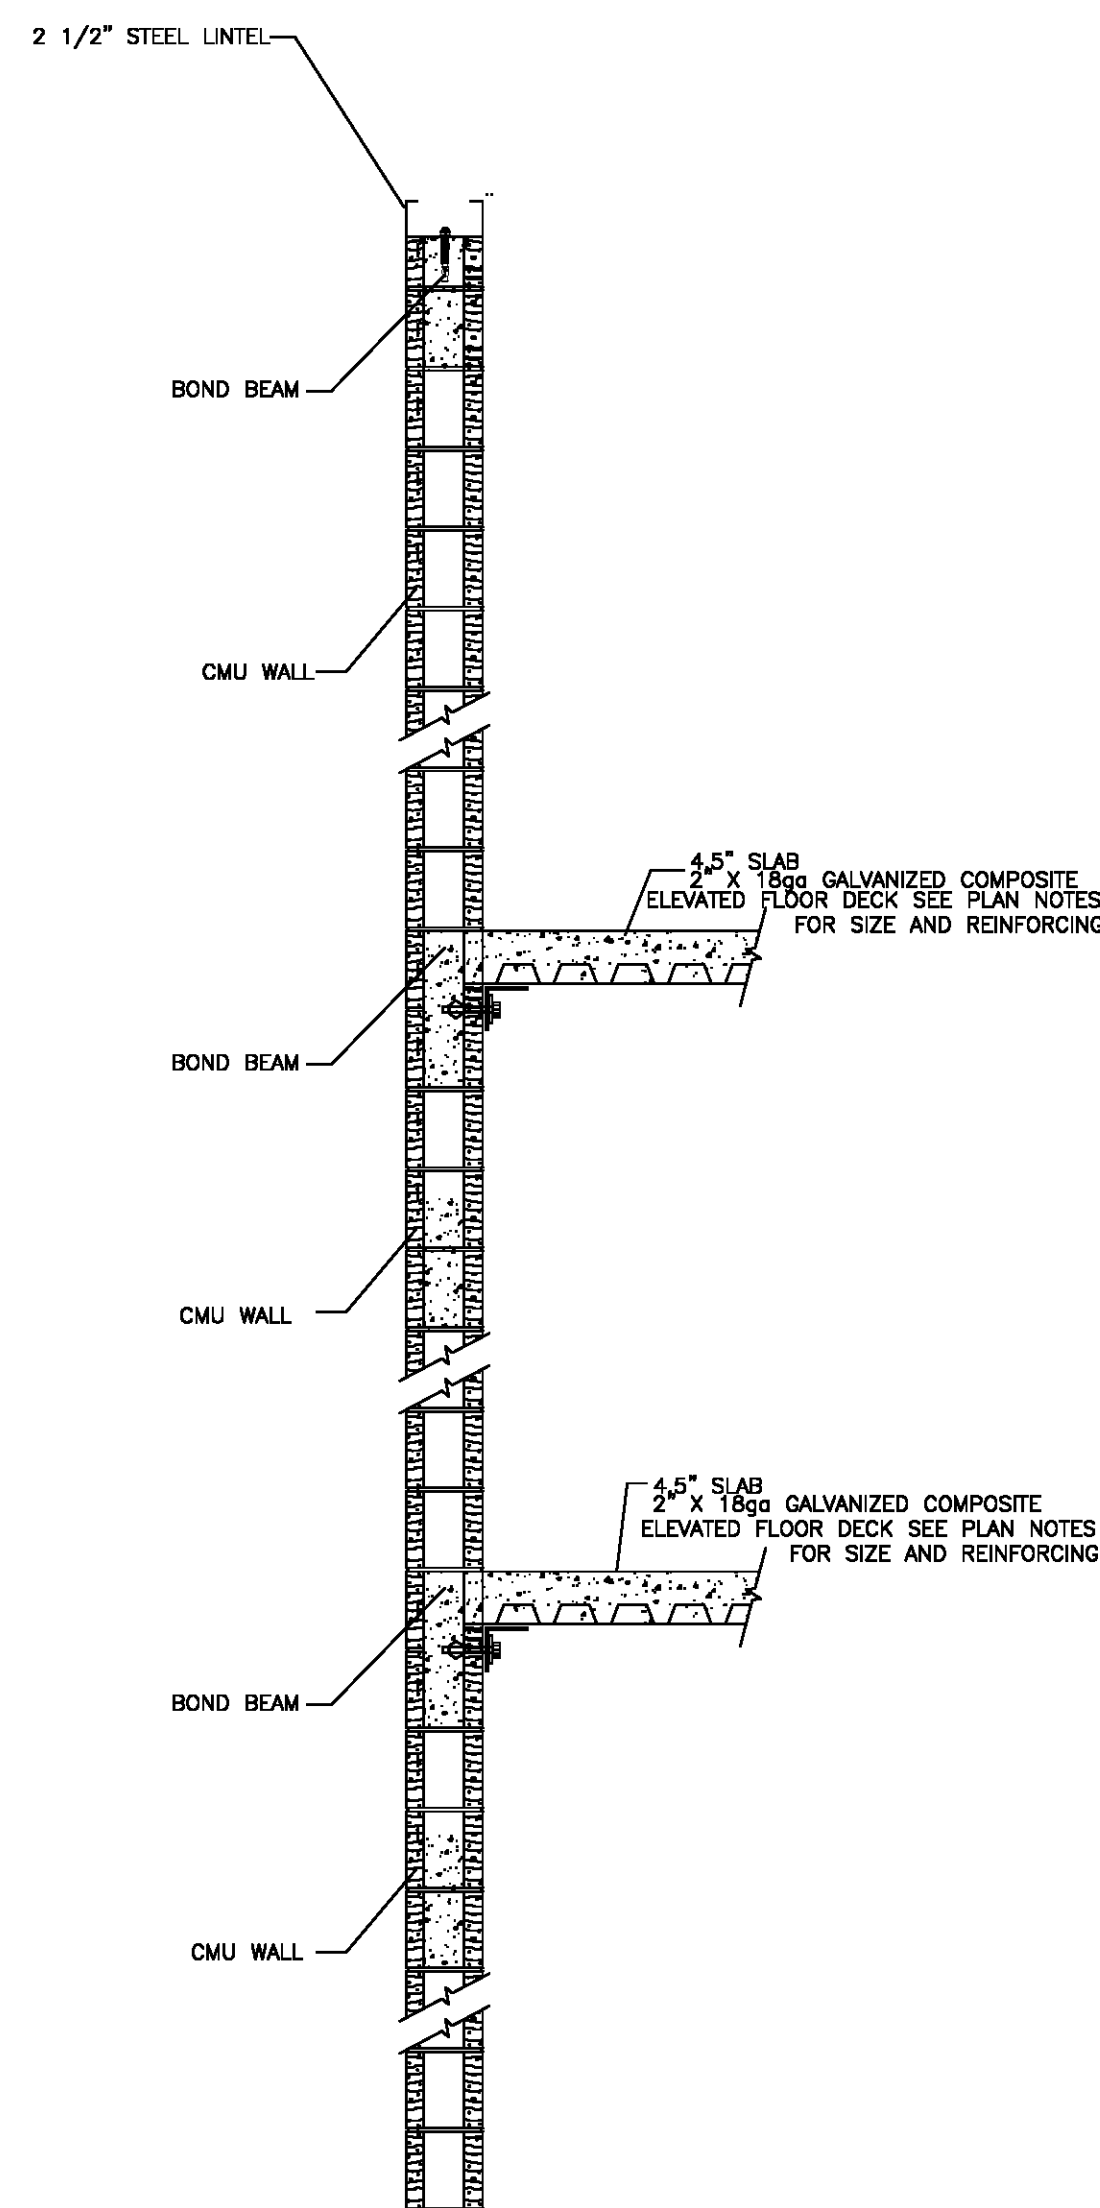 2 1/2" STEEL LINTEL
BOND BEAM
CMU WALL
4.5" SLAB
2" X 18ga GALVANIZED COMPOSITE
ELEVATED FLOOR DECK SEE PLAN NOTES
FOR SIZE AND REINFORCING
BOND BEAM
CMU WALL
4.5" SLAB
2" X 18ga GALVANIZED COMPOSITE
ELEVATED FLOOR DECK SEE PLAN NOTES
FOR SIZE AND REINFORCING
BOND BEAM
CMU WALL